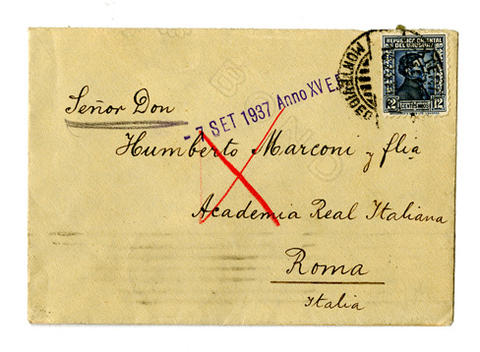 REPUBLICA ORIENTAL
DEL URUGUAY
2 CENTESIMOS 12
MONTEVIDEO
- 7 SET 1937 Anno XV E.F.
Señor Don
Humberto Marconi y flia
Academia Real Italiana
Roma
Italia